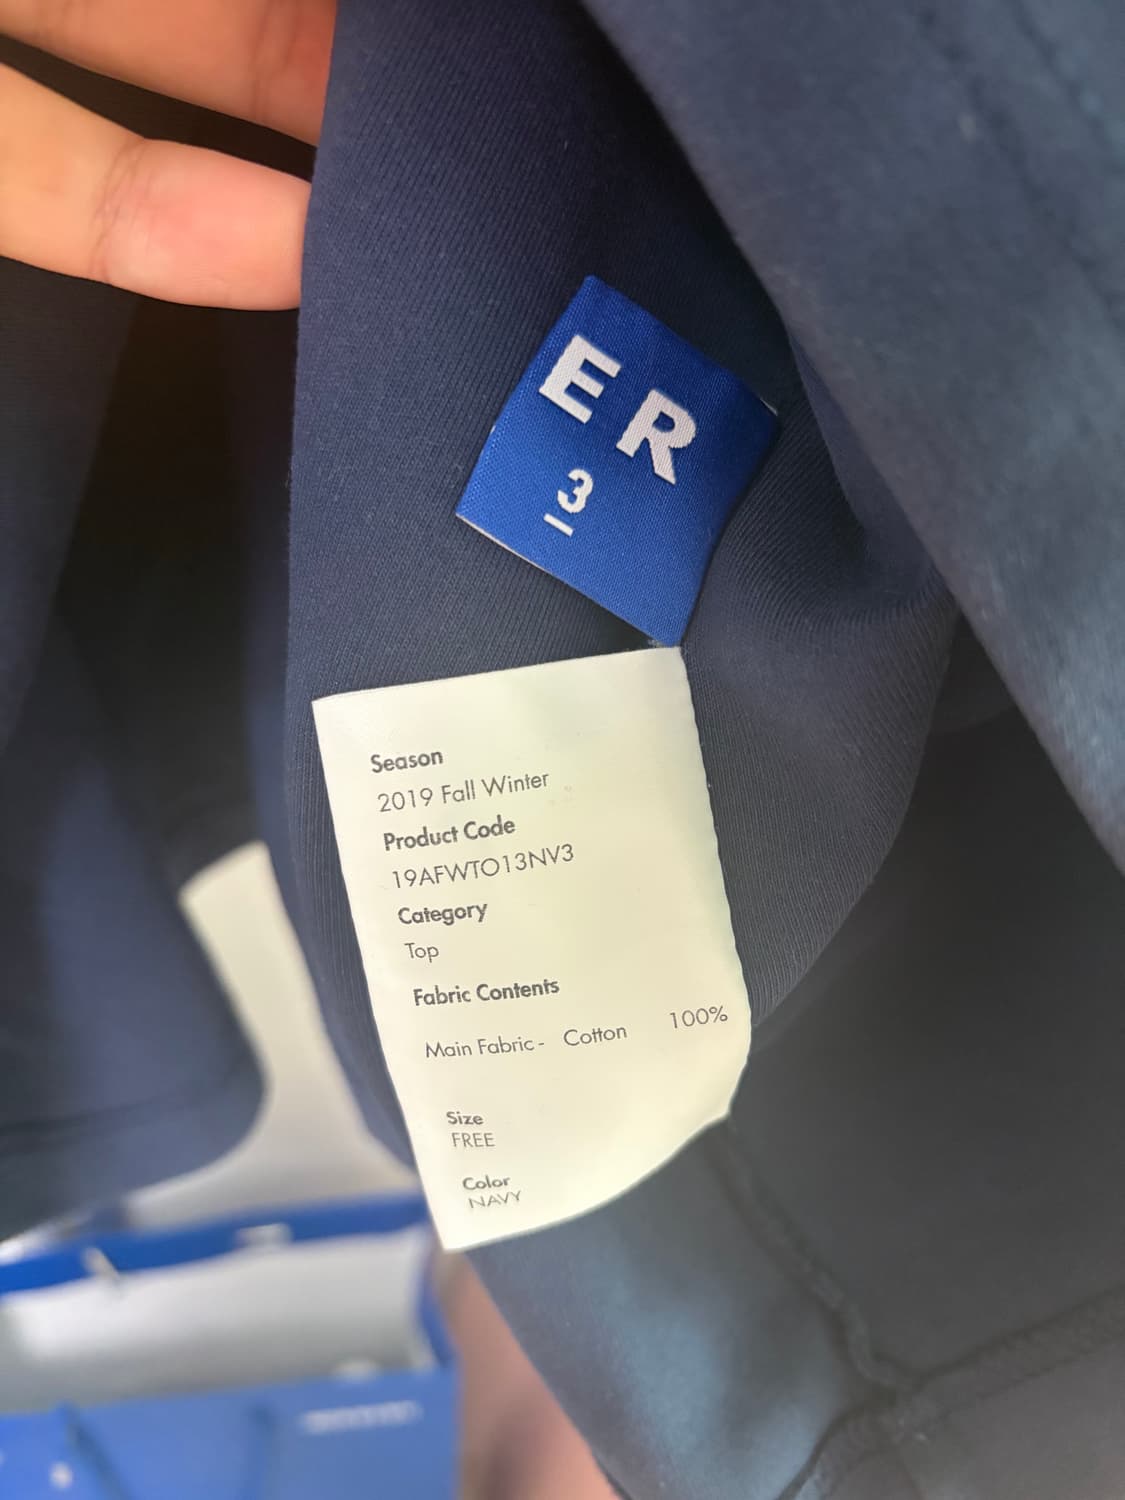 ER
3
Season
2019 Fall Winter
Product Code
19AFWTO13NV3
Category
Top
Fabric Contents
Main Fabric - Cotton 100%
Size
FREE
Color
NAVY